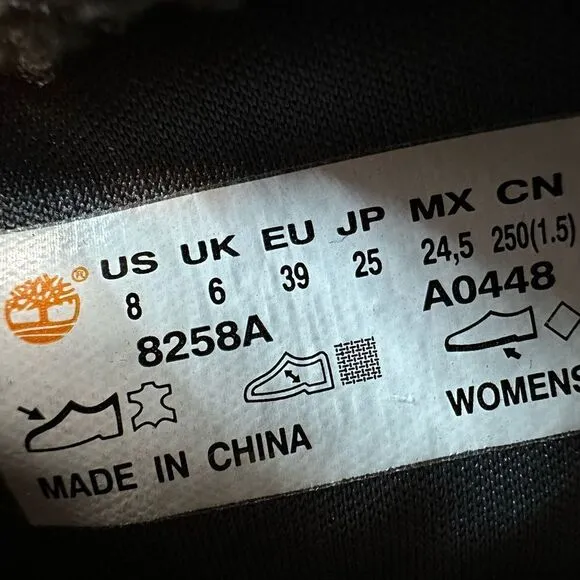 US UK EU JP MX CN
8 6 39 25 24,5 250(1.5)
8258A A0448
WOMENS
MADE IN CHINA
®